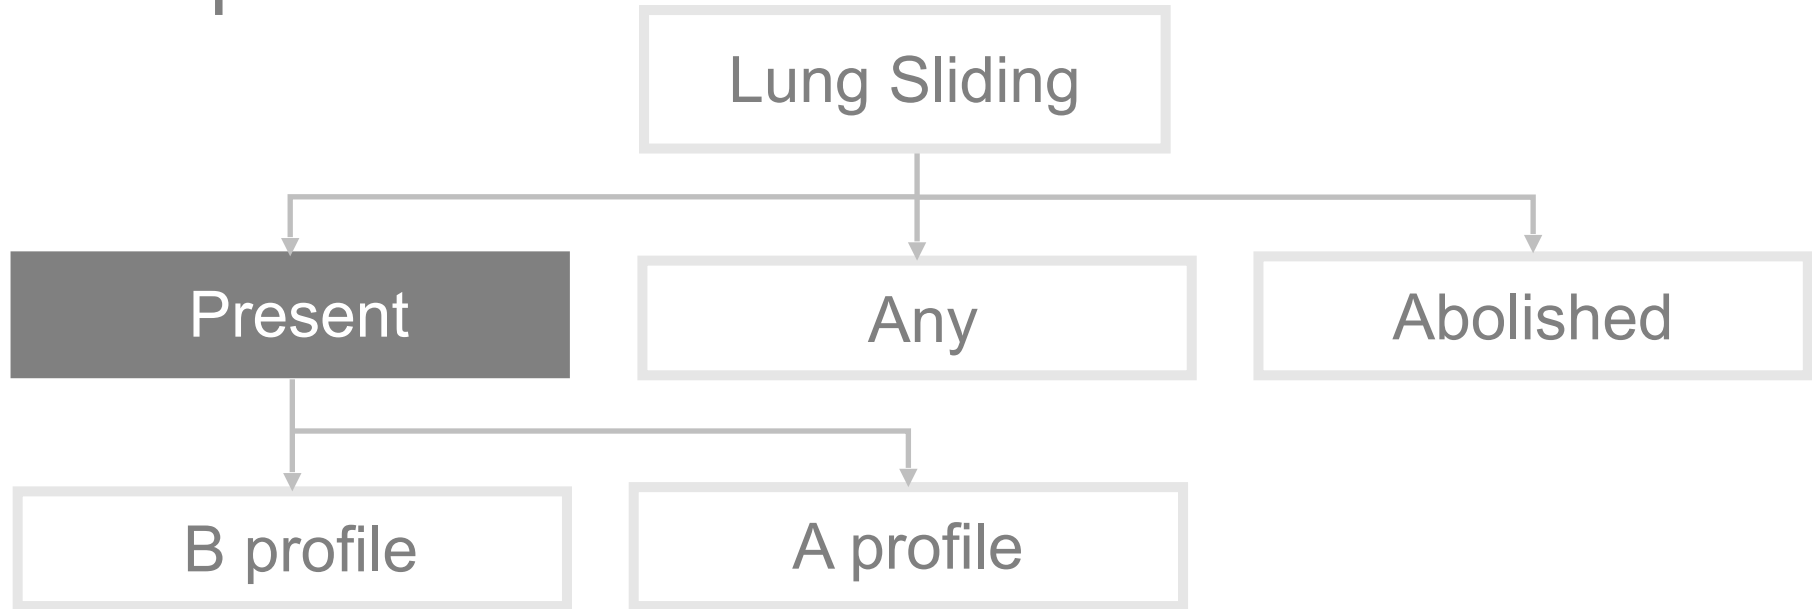 Lung Sliding
Present
Any
Abolished
B profile
A profile